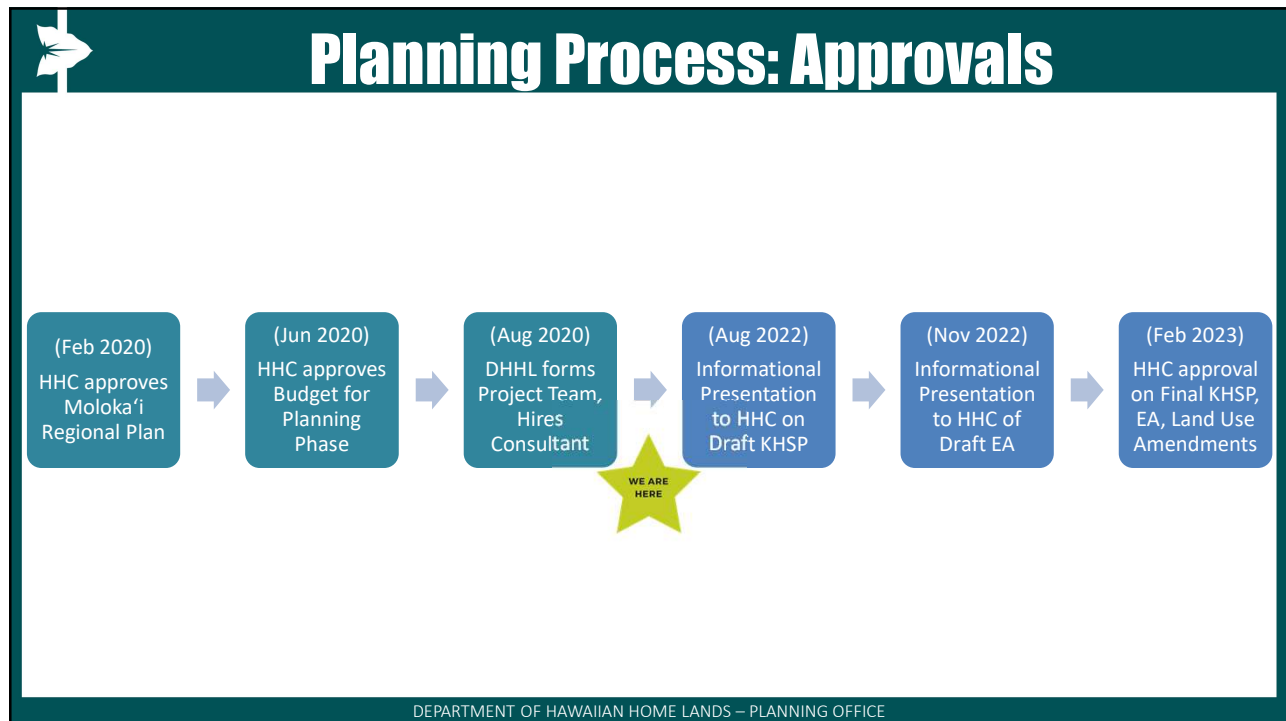 Planning Process: Approvals
(Feb 2020)
HHC approves
Molokaʻi
Regional Plan
(Jun 2020)
HHC approves
Budget for
Planning
Phase
(Aug 2020)
DHHL forms
Project Team,
Hires
Consultant
(Aug 2022)
Informational
Presentation
to HHC on
Draft KHSP
(Nov 2022)
Informational
Presentation
to HHC of
Draft EA
(Feb 2023)
HHC approval
on Final KHSP,
EA, Land Use
Amendments
WE ARE
HERE
DEPARTMENT OF HAWAIIAN HOME LANDS – PLANNING OFFICE